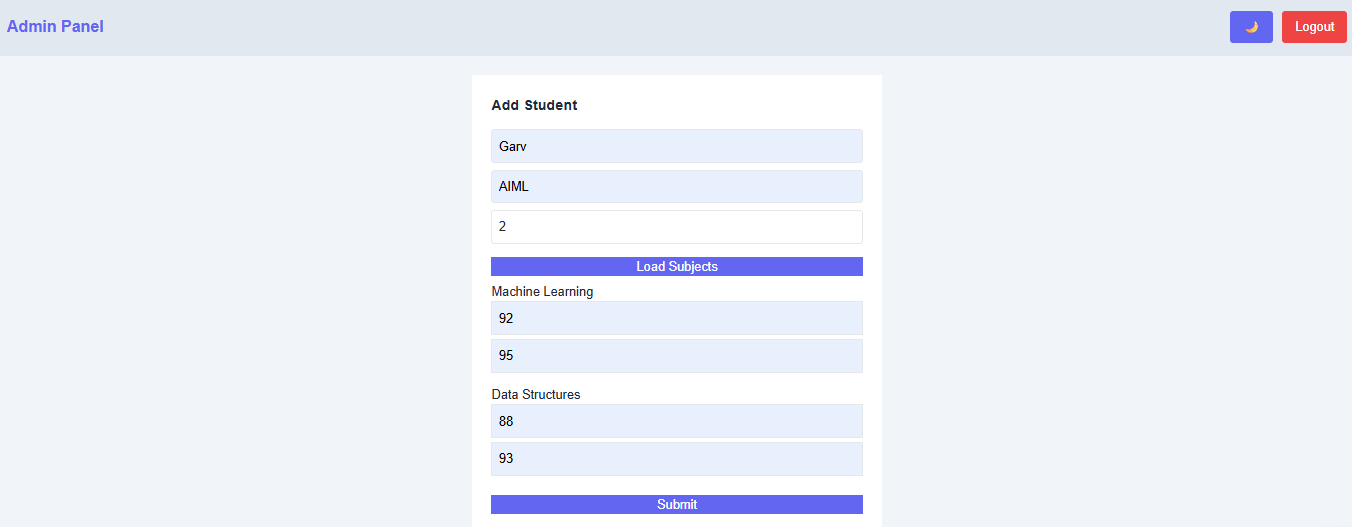 Admin Panel
Logout
Add Student
Garv
AIML
2
Load Subjects
Machine Learning
92
95
Data Structures
88
93
Submit